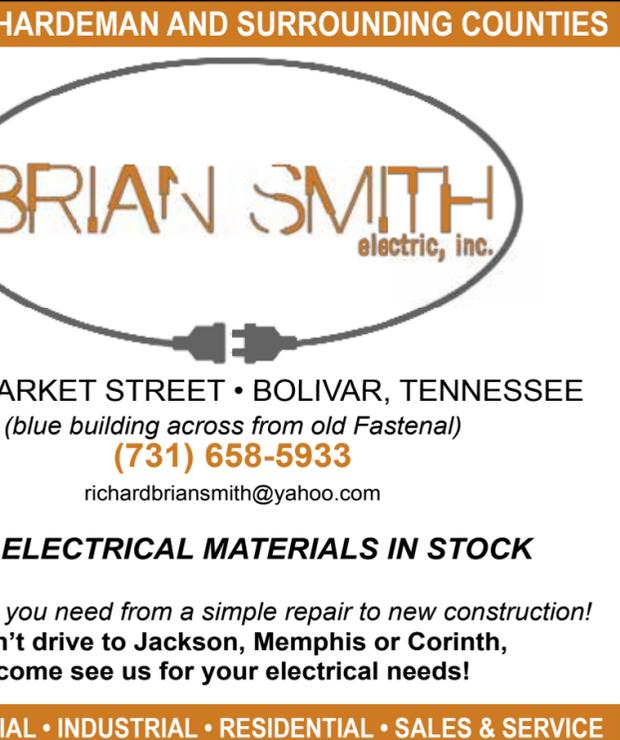 HARDEMAN AND SURROUNDING COUNTIES
BRIAN SMITH
electric, inc.
ARKET STREET • BOLIVAR, TENNESSEE
(blue building across from old Fastenal)
(731) 658-5933
richardbriansmith@yahoo.com
ELECTRICAL MATERIALS IN STOCK
you need from a simple repair to new construction!
n’t drive to Jackson, Memphis or Corinth,
come see us for your electrical needs!
IAL • INDUSTRIAL • RESIDENTIAL • SALES & SERVICE